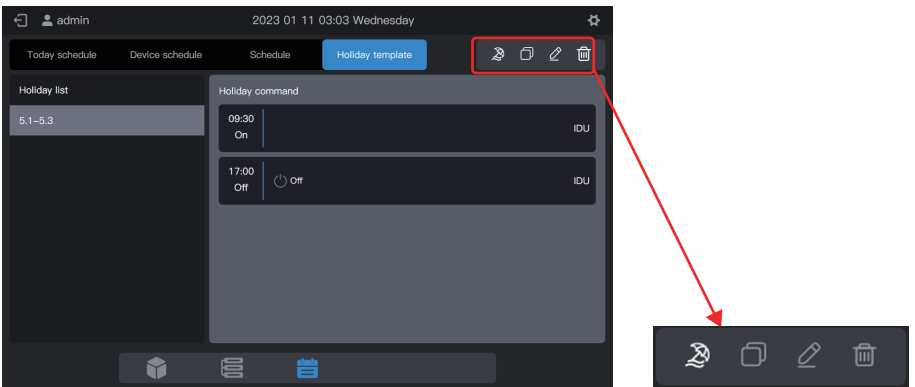 admin
2023 01 11 03:03 Wednesday
Today schedule
Device schedule
Schedule
Holiday template
Holiday list
5.1–5.3
Holiday command
09:30
On
IDU
17:00
Off
Off
IDU